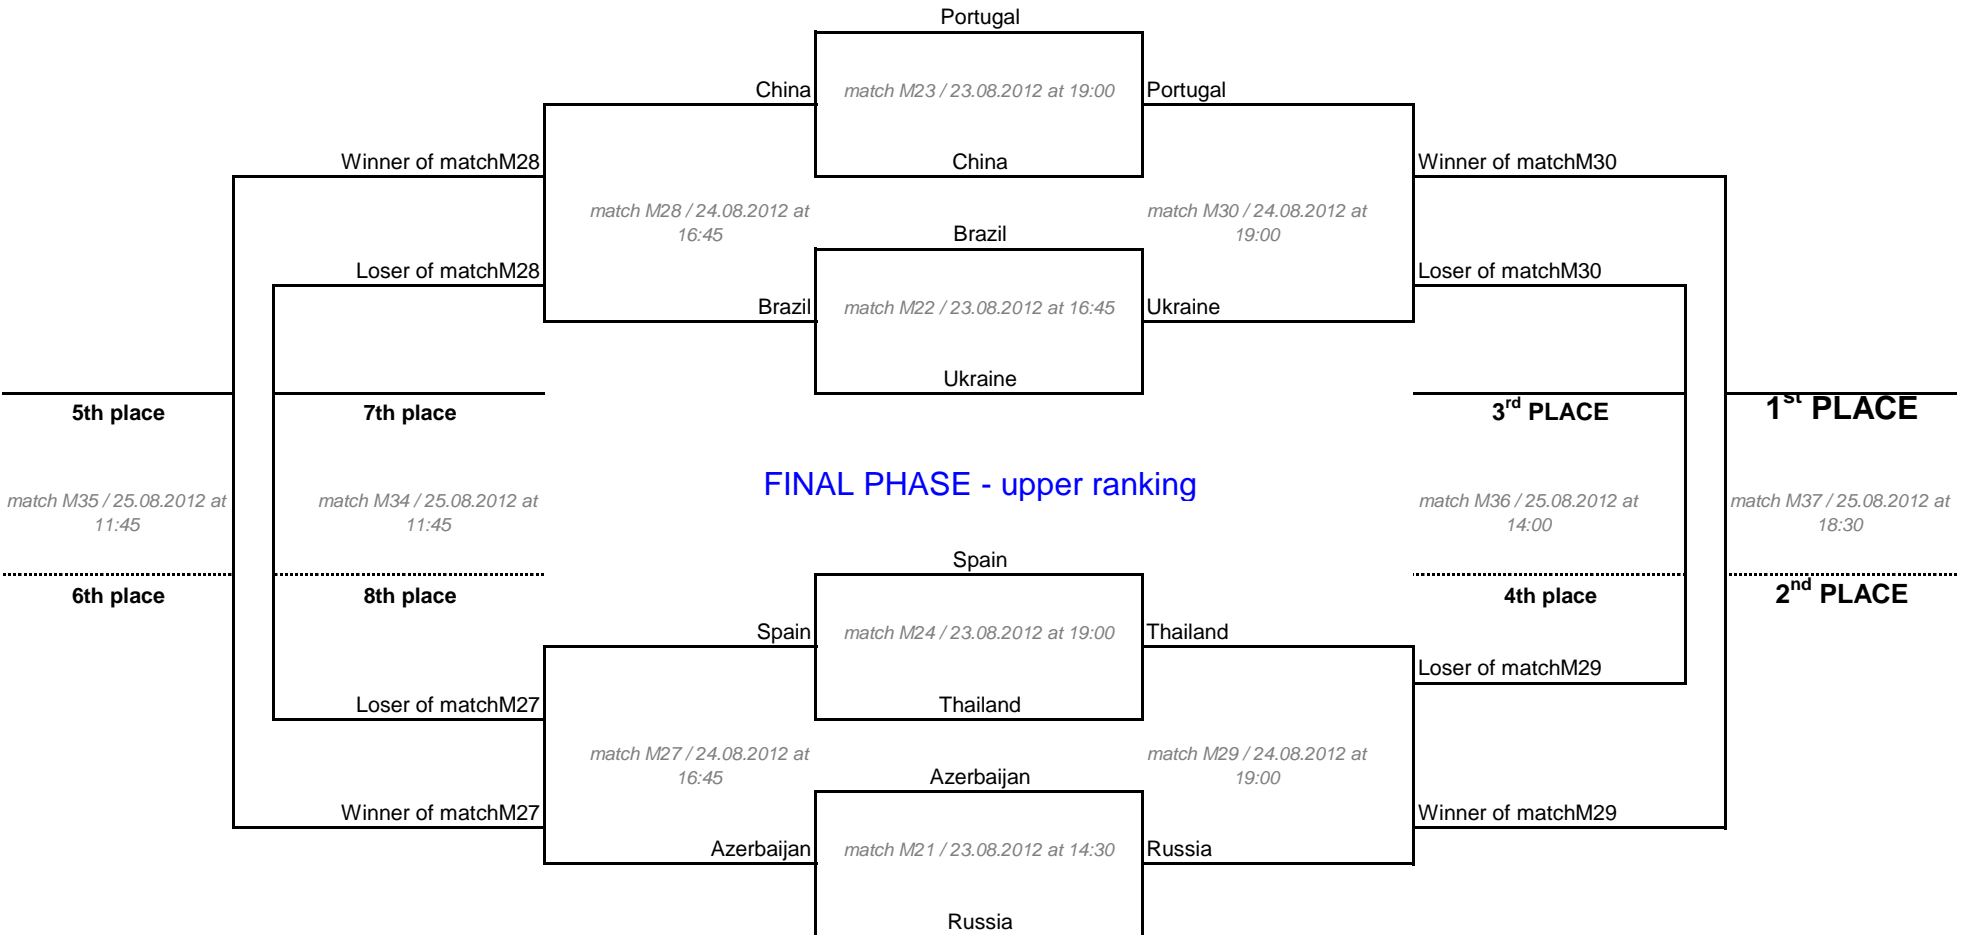 Portugal
China
match M23 / 23.08.2012 at 19:00
Portugal
Winner of matchM28
China
Winner of matchM30
match M28 / 24.08.2012 at
16:45
match M30 / 24.08.2012 at
19:00
Brazil
Loser of matchM28
Loser of matchM30
Brazil
match M22 / 23.08.2012 at 16:45
Ukraine
Ukraine
5th place
7th place
3rd PLACE
1st PLACE
FINAL PHASE - upper ranking
match M35 / 25.08.2012 at
11:45
match M34 / 25.08.2012 at
11:45
match M36 / 25.08.2012 at
14:00
match M37 / 25.08.2012 at
18:30
Spain
6th place
8th place
4th place
2nd PLACE
Spain
match M24 / 23.08.2012 at 19:00
Thailand
Loser of matchM29
Loser of matchM27
Thailand
match M27 / 24.08.2012 at
16:45
match M29 / 24.08.2012 at
19:00
Azerbaijan
Winner of matchM27
Winner of matchM29
Azerbaijan
match M21 / 23.08.2012 at 14:30
Russia
Russia